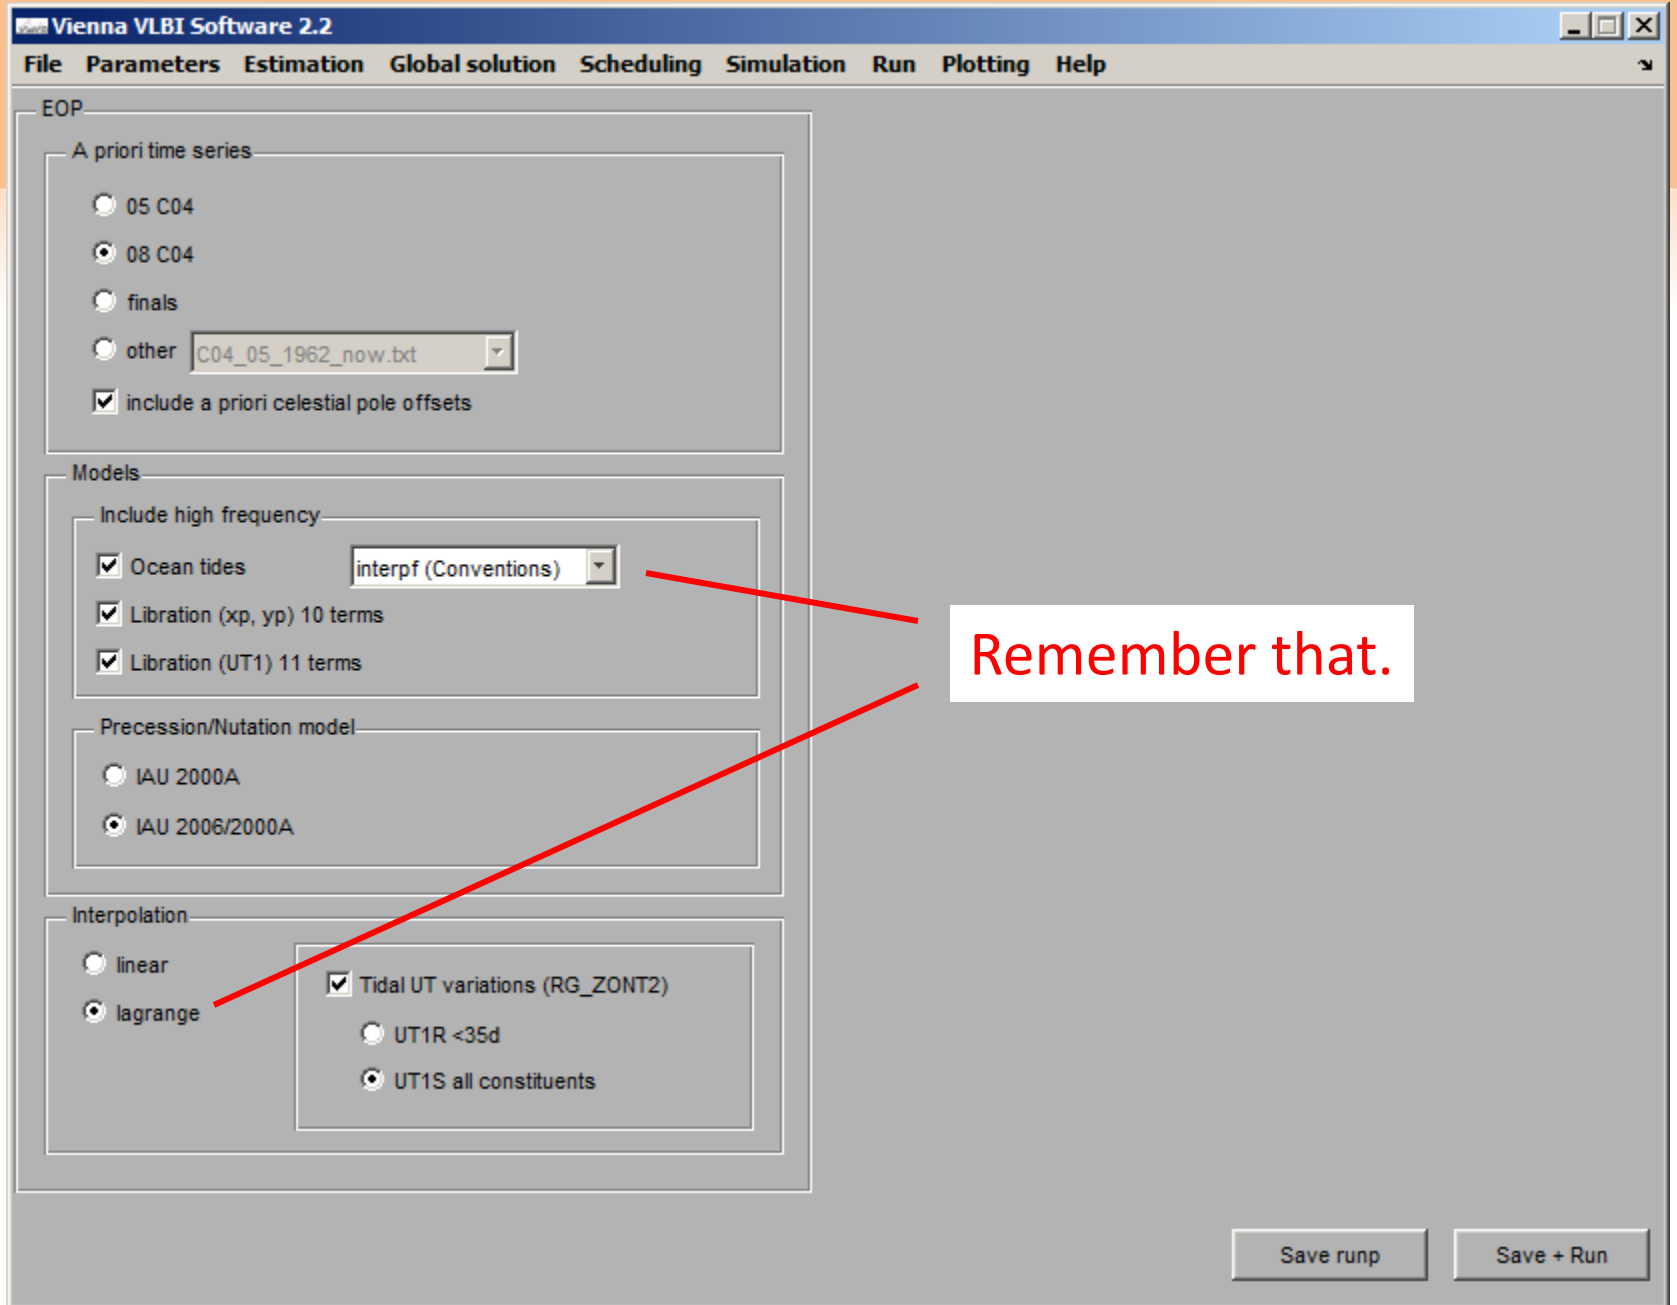 Vienna VLBI Software 2.2
File Parameters Estimation Global solution Scheduling Simulation Run Plotting Help
EOP
A priori time series
05 C04
08 C04
finals
other C04_05_1962_now.txt
include a priori celestial pole offsets
Models
Include high frequency
Ocean tides interpf (Conventions)
Libration (xp, yp) 10 terms
Libration (UT1) 11 terms
Remember that.
Precession/Nutation model
IAU 2000A
IAU 2006/2000A
Interpolation
linear
lagrange
Tidal UT variations (RG_ZONT2)
UT1R <35d
UT1S all constituents
Save runp
Save + Run